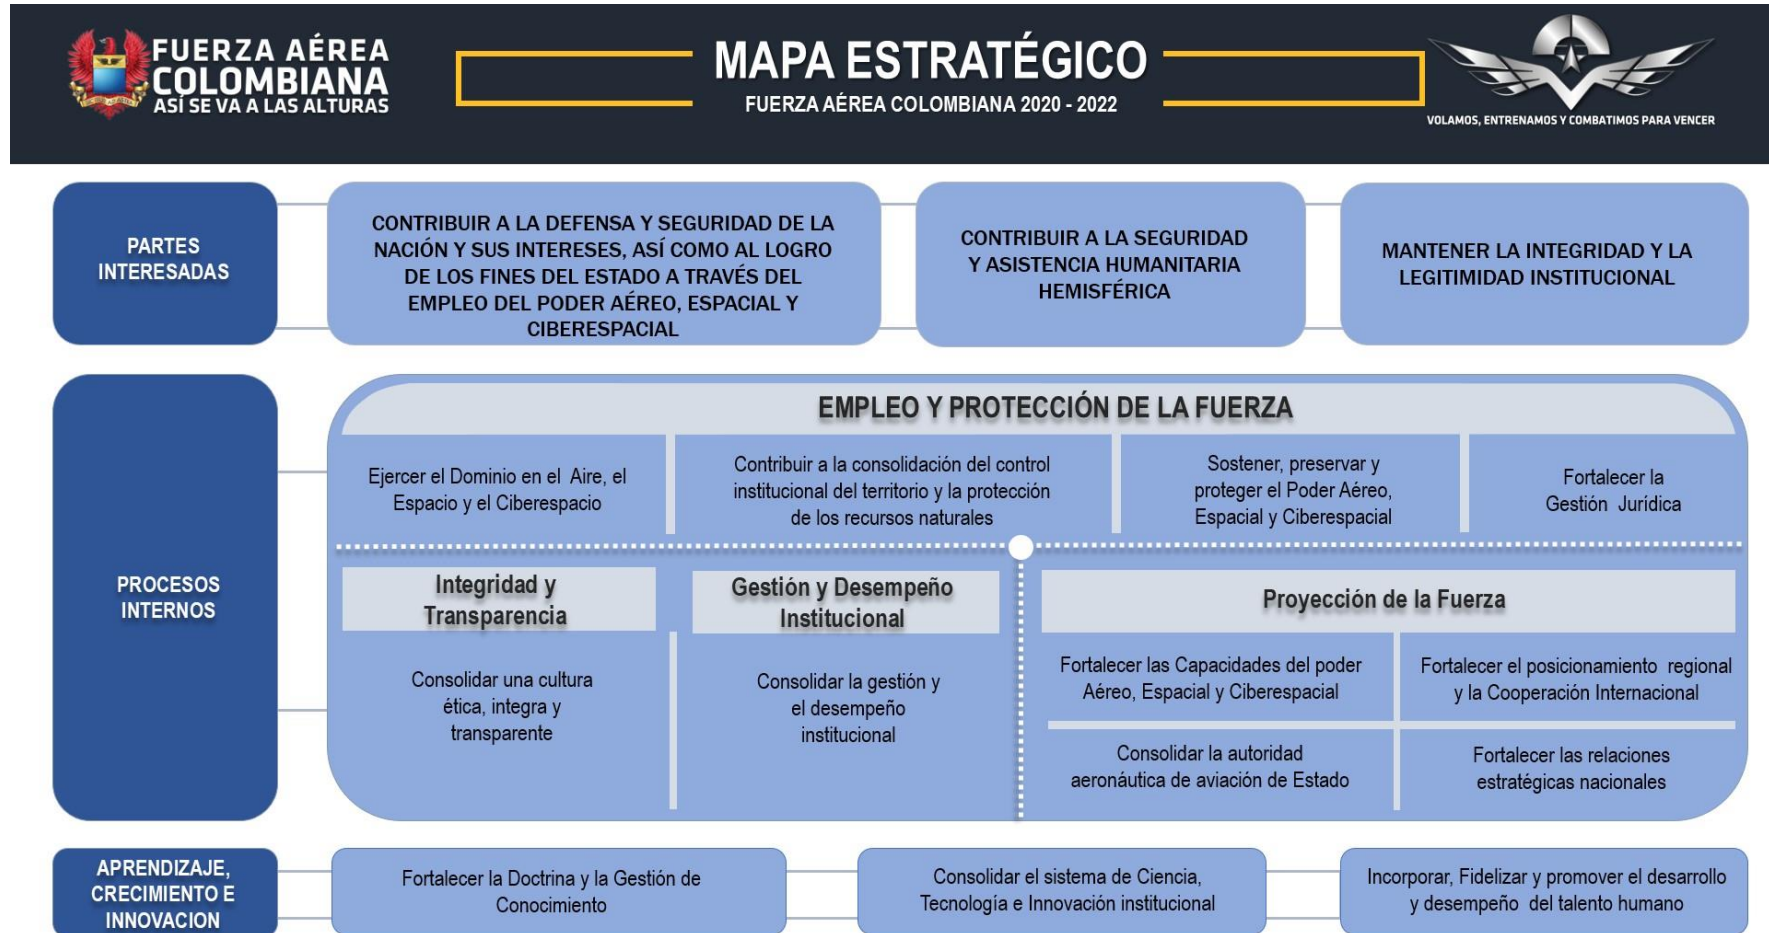 FUERZA AÉREA
COLOMBIANA
ASÍ SE VA A LAS ALTURAS
MAPA ESTRATÉGICO
FUERZA AÉREA COLOMBIANA 2020 - 2022
VOLAMOS, ENTRENAMOS Y COMBATIMOS PARA VENCER
PARTES
INTERESADAS
CONTRIBUIR A LA DEFENSA Y SEGURIDAD DE LA
NACIÓN Y SUS INTERESES, ASÍ COMO AL LOGRO
DE LOS FINES DEL ESTADO A TRAVÉS DEL
EMPLEO DEL PODER AÉREO, ESPACIAL Y
CIBERESPACIAL
CONTRIBUIR A LA SEGURIDAD
Y ASISTENCIA HUMANITARIA
HEMISFÉRICA
MANTENER LA INTEGRIDAD Y LA
LEGITIMIDAD INSTITUCIONAL
PROCESOS
INTERNOS
EMPLEO Y PROTECCIÓN DE LA FUERZA
Ejercer el Dominio en el Aire, el
Espacio y el Ciberespacio
Contribuir a la consolidación del control
institucional del territorio y la protección
de los recursos naturales
Sostener, preservar y
proteger el Poder Aéreo,
Espacial y Ciberespacial
Fortalecer la
Gestión Jurídica
Integridad y
Transparencia
Consolidar una cultura
ética, integra y
transparente
Gestión y Desempeño
Institucional
Consolidar la gestión y
el desempeño
institucional
Proyección de la Fuerza
Fortalecer las Capacidades del poder
Aéreo, Espacial y Ciberespacial
Fortalecer el posicionamiento regional
y la Cooperación Internacional
Consolidar la autoridad
aeronáutica de aviación de Estado
Fortalecer las relaciones
estratégicas nacionales
APRENDIZAJE,
CRECIMIENTO E
INNOVACION
Fortalecer la Doctrina y la Gestión de
Conocimiento
Consolidar el sistema de Ciencia,
Tecnología e Innovación institucional
Incorporar, Fidelizar y promover el desarrollo
y desempeño del talento humano